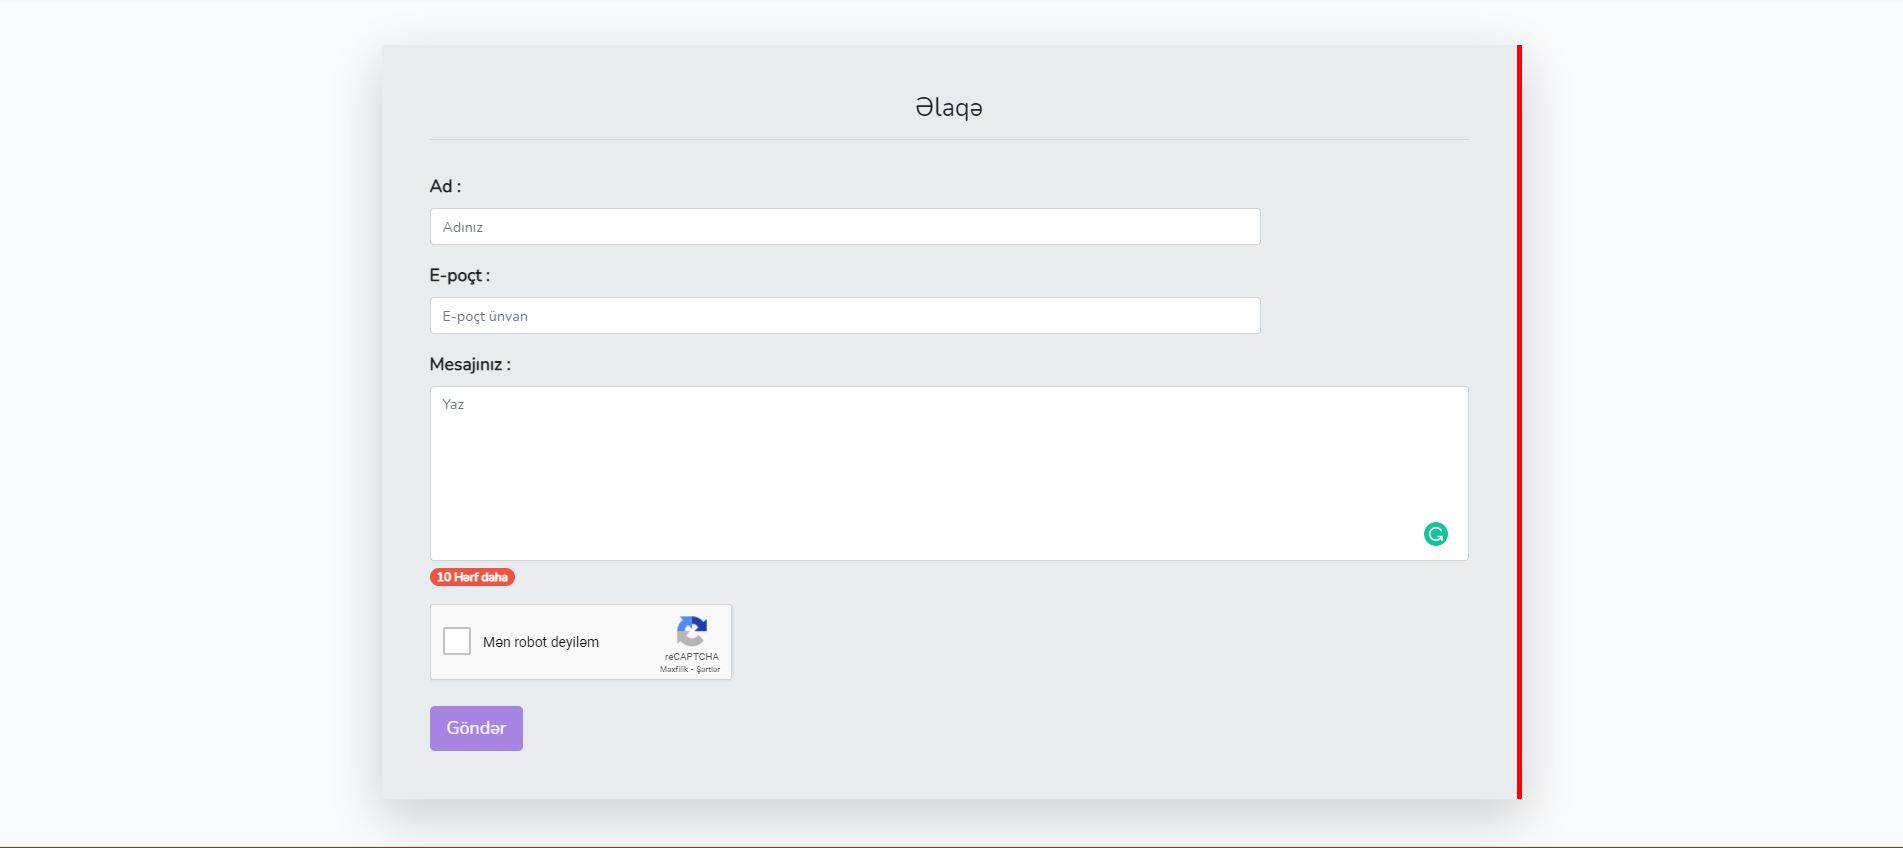 Əlaqə
Ad :
Adınız
E-poçt :
E-poçt ünvan
Mesajınız :
Yaz
10 Hərf daha
Mən robot deyiləm
reCAPTCHA
Məxfilik - Şərtlər
Göndər